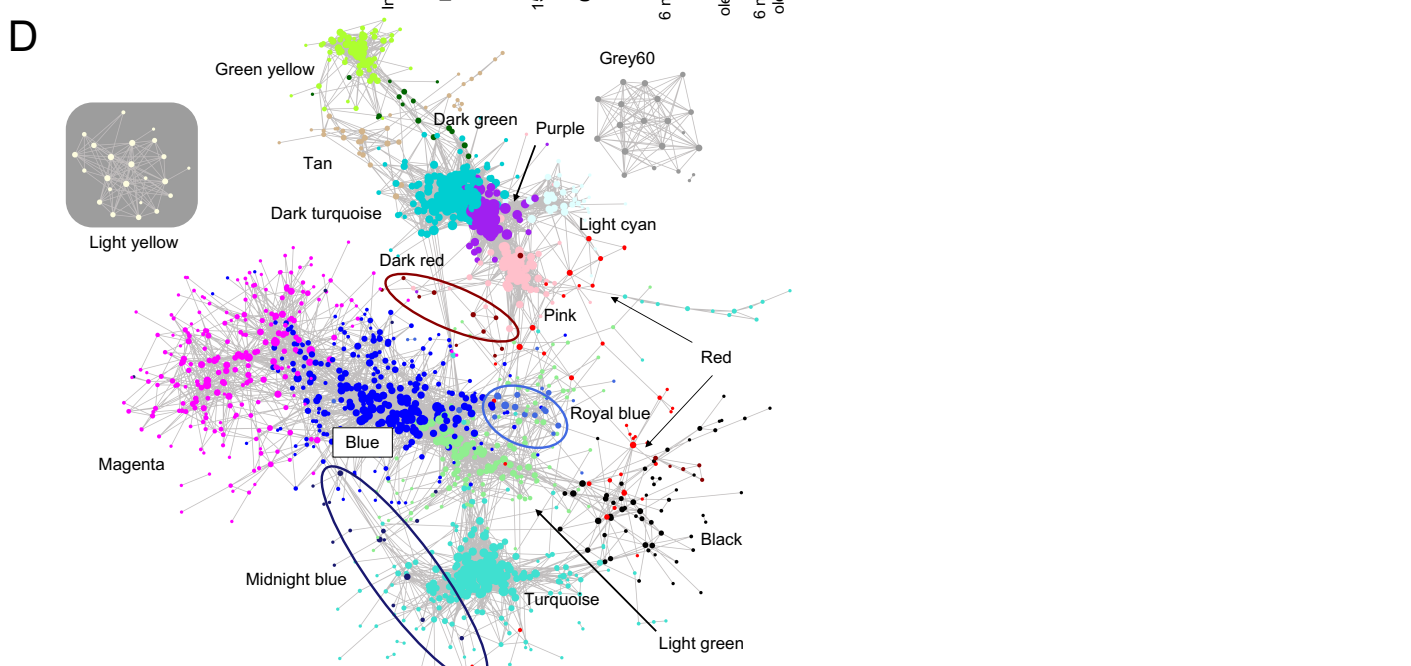 D
Green yellow
Grey60
Dark green
Purple
Tan
Dark turquoise
Light cyan
Light yellow
Dark red
Pink
Red
Royal blue
Blue
Magenta
Black
Midnight blue
Turquoise
Light green